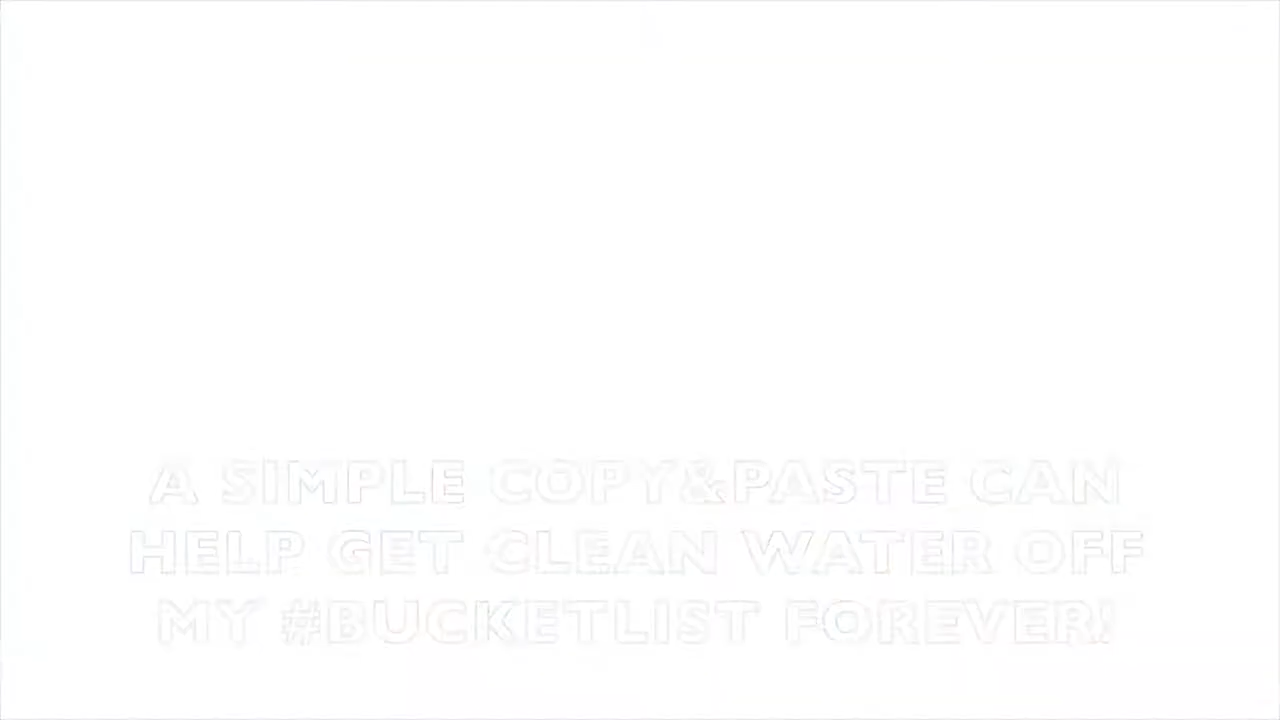 A SIMPLE COPY&PASTE CAN
HELP GET CLEAN WATER OFF
MY #BUCKETLIST FOREVER!